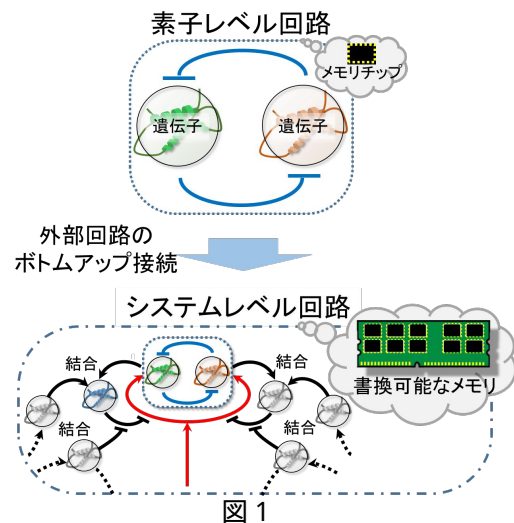 素子レベル回路
メモリチップ
遺伝子
遺伝子
外部回路の
ボトムアップ接続
システムレベル回路
書換可能なメモリ
結合
結合
結合
結合
図1